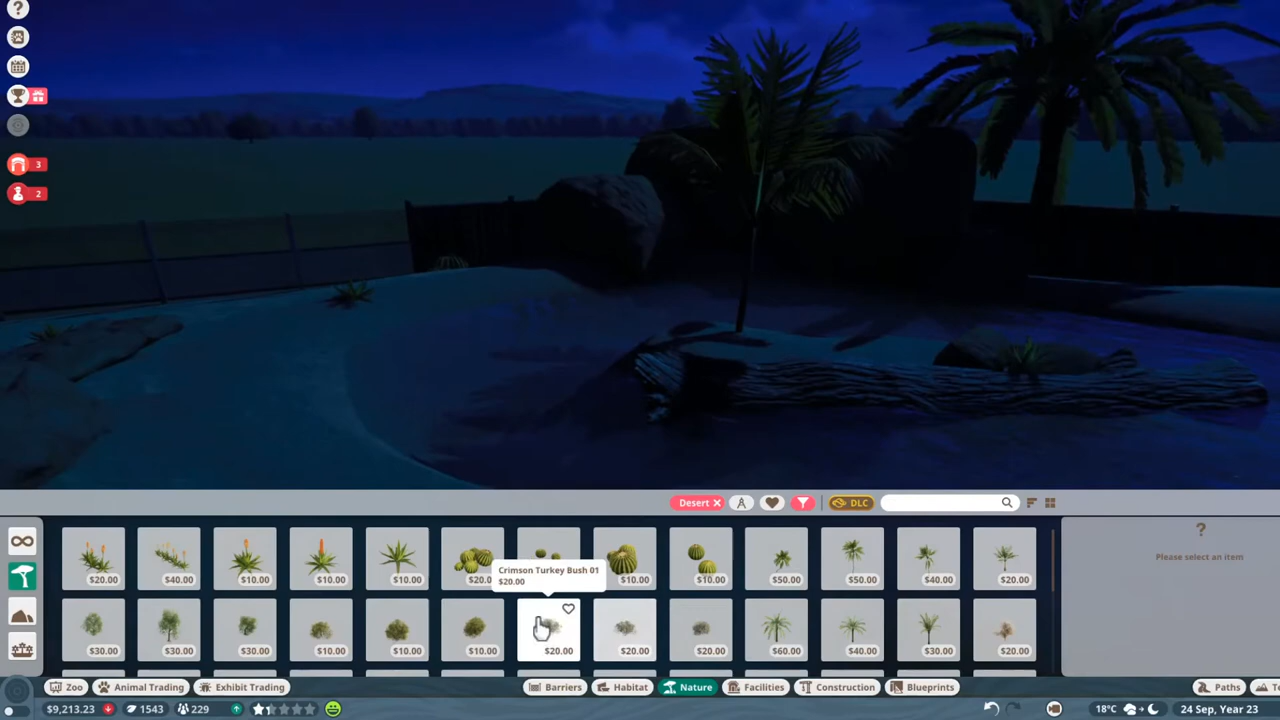 ?
3
2
Desert ✕
DLC
$20.00
$40.00
$10.00
$10.00
$10.00
$20.0
$10.00
$10.00
$50.00
$50.00
$40.00
$20.00
Crimson Turkey Bush 01
$20.00
$30.00
$30.00
$30.00
$10.00
$10.00
$10.00
$20.00
$20.00
$20.00
$60.00
$40.00
$30.00
$20.00
?
Please select an item
Zoo
Animal Trading
Exhibit Trading
Barriers
Habitat
Nature
Facilities
Construction
Blueprints
Paths
Te
$9,213.23
1543
229
18°C
24 Sep, Year 23